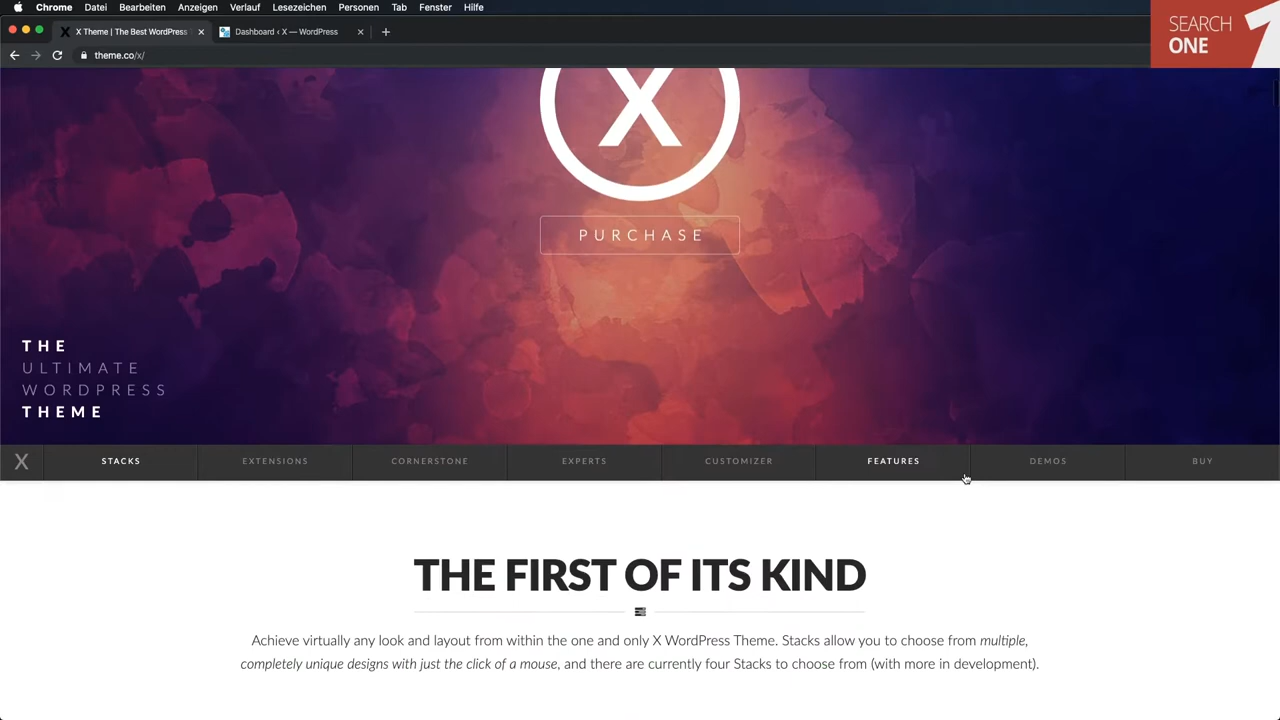 Chrome Datei Bearbeiten Anzeigen Verlauf Lesezeichen Personen Tab Fenster Hilfe
X Theme | The Best WordPress
Dashboard ‹ X — WordPress
theme.co/x/
SEARCH
ONE
1
X
PURCHASE
THE
ULTIMATE
WORDPRESS
THEME
X STACKS EXTENSIONS CORNERSTONE EXPERTS CUSTOMIZER FEATURES DEMOS BUY
THE FIRST OF ITS KIND
Achieve virtually any look and layout from within the one and only X WordPress Theme. Stacks allow you to choose from multiple,
completely unique designs with just the click of a mouse, and there are currently four Stacks to choose from (with more in development).